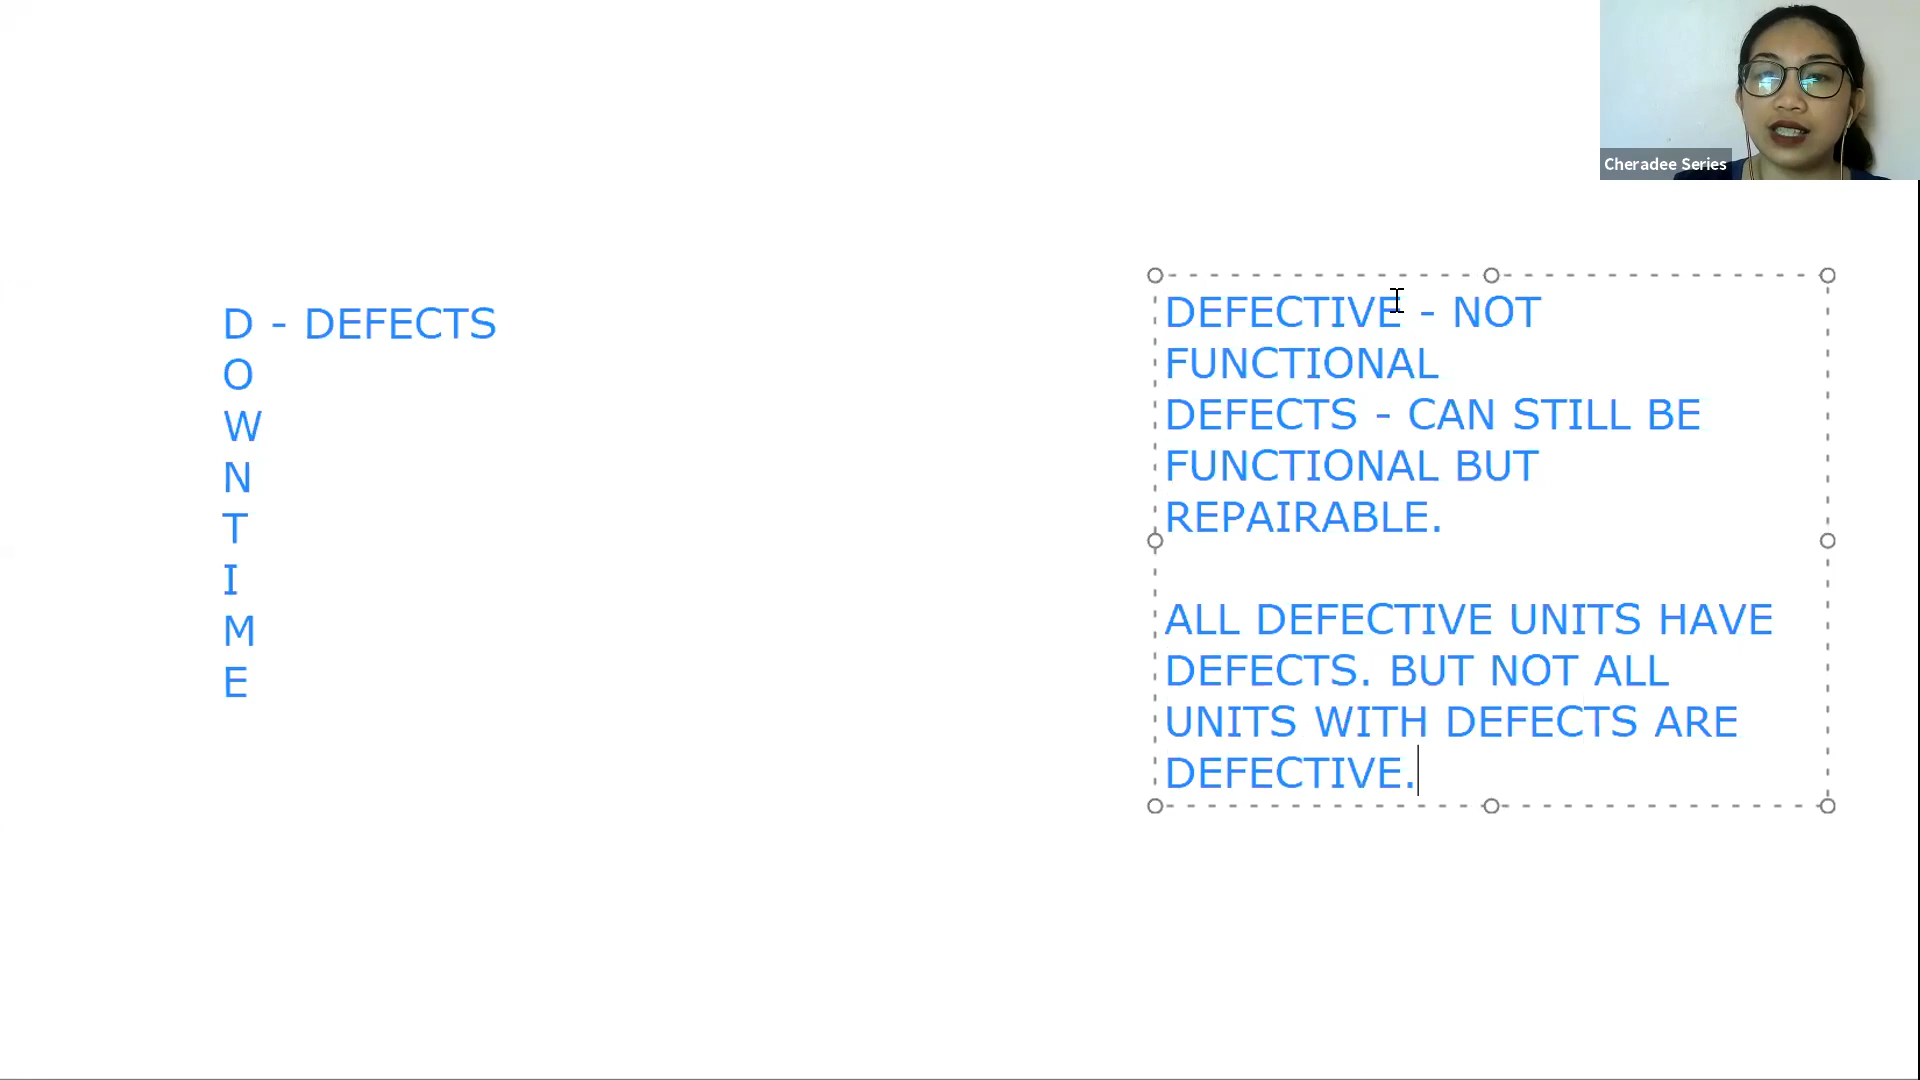 Cheradee Series
D - DEFECTS
O
W
N
T
I
M
E
DEFECTIVE - NOT
FUNCTIONAL
DEFECTS - CAN STILL BE
FUNCTIONAL BUT
REPAIRABLE.
ALL DEFECTIVE UNITS HAVE
DEFECTS. BUT NOT ALL
UNITS WITH DEFECTS ARE
DEFECTIVE.